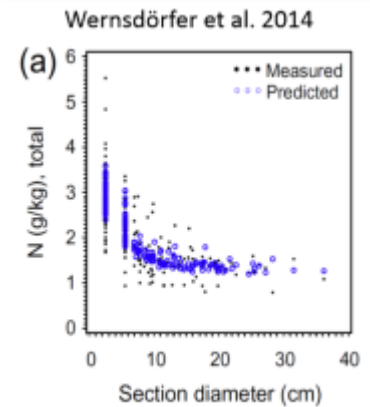 Wernsdörfer et al. 2014
(a)
Measured
Predicted
N (g/kg), total
6
5
4
3
2
1
0
0 10 20 30 40
Section diameter (cm)